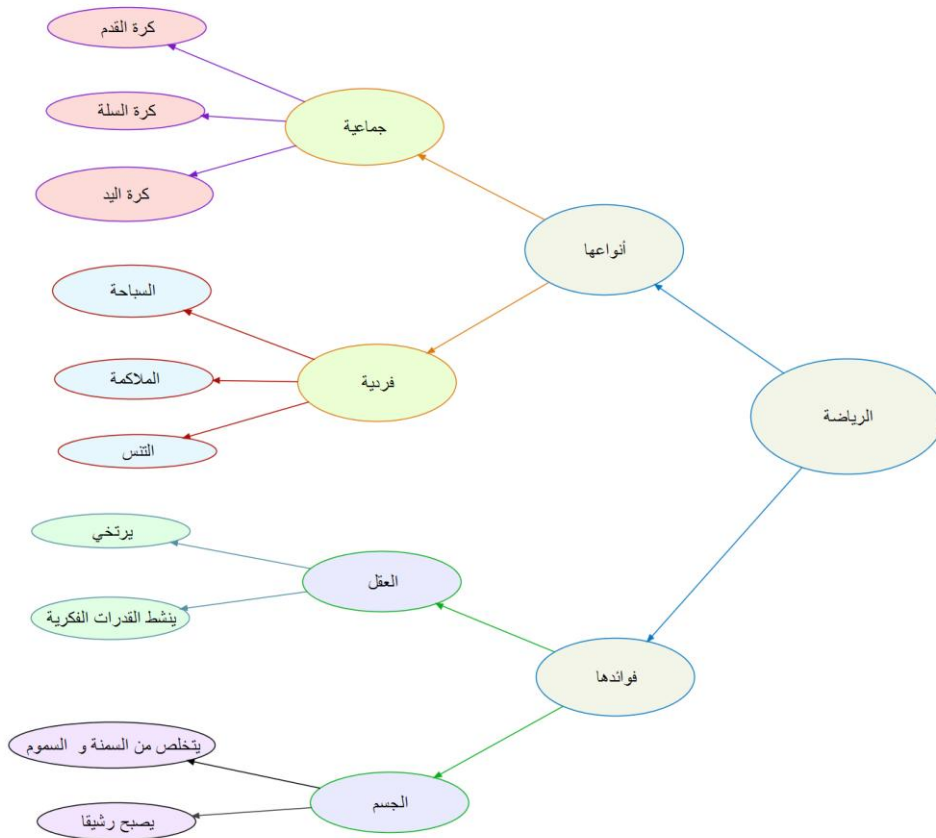 الرياضة
أنواعها
جماعية
كرة القدم
كرة السلة
كرة اليد
فردية
السباحة
الملاكمة
التنس
فوائدها
العقل
يرتخي
ينشط القدرات الفكرية
الجسم
يتخلص من السمنة و السموم
يصبح رشيقا